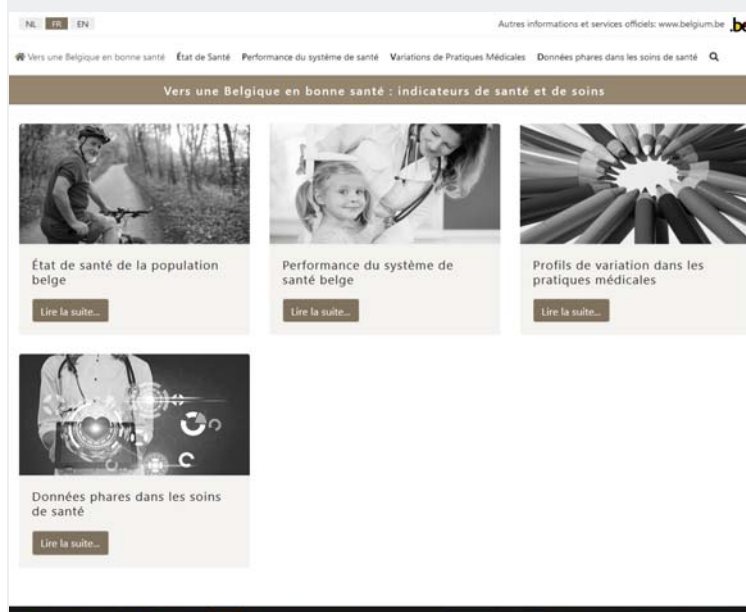 NL FR EN
Autres informations et services officiels: www.belgium.be
.be
Vers une Belgique en bonne santé État de Santé Performance du système de santé Variations de Pratiques Médicales Données phares dans les soins de santé
Vers une Belgique en bonne santé : indicateurs de santé et de soins
État de santé de la population
belge
Lire la suite...
Performance du système de
santé belge
Lire la suite...
Profils de variation dans les
pratiques médicales
Lire la suite...
Données phares dans les soins
de santé
Lire la suite...